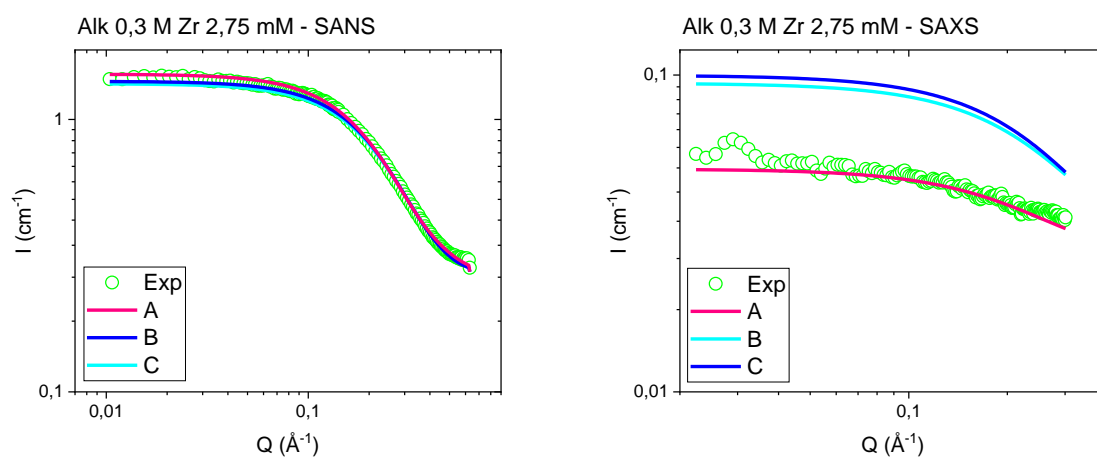 Alk 0,3 M Zr 2,75 mM - SANS
1
I (cm⁻¹)
Exp
A
B
C
0,1
0,01
0,1
Q (Å⁻¹)
Alk 0,3 M Zr 2,75 mM - SAXS
0,1
I (cm⁻¹)
Exp
A
B
C
0,01
0,1
Q (Å⁻¹)